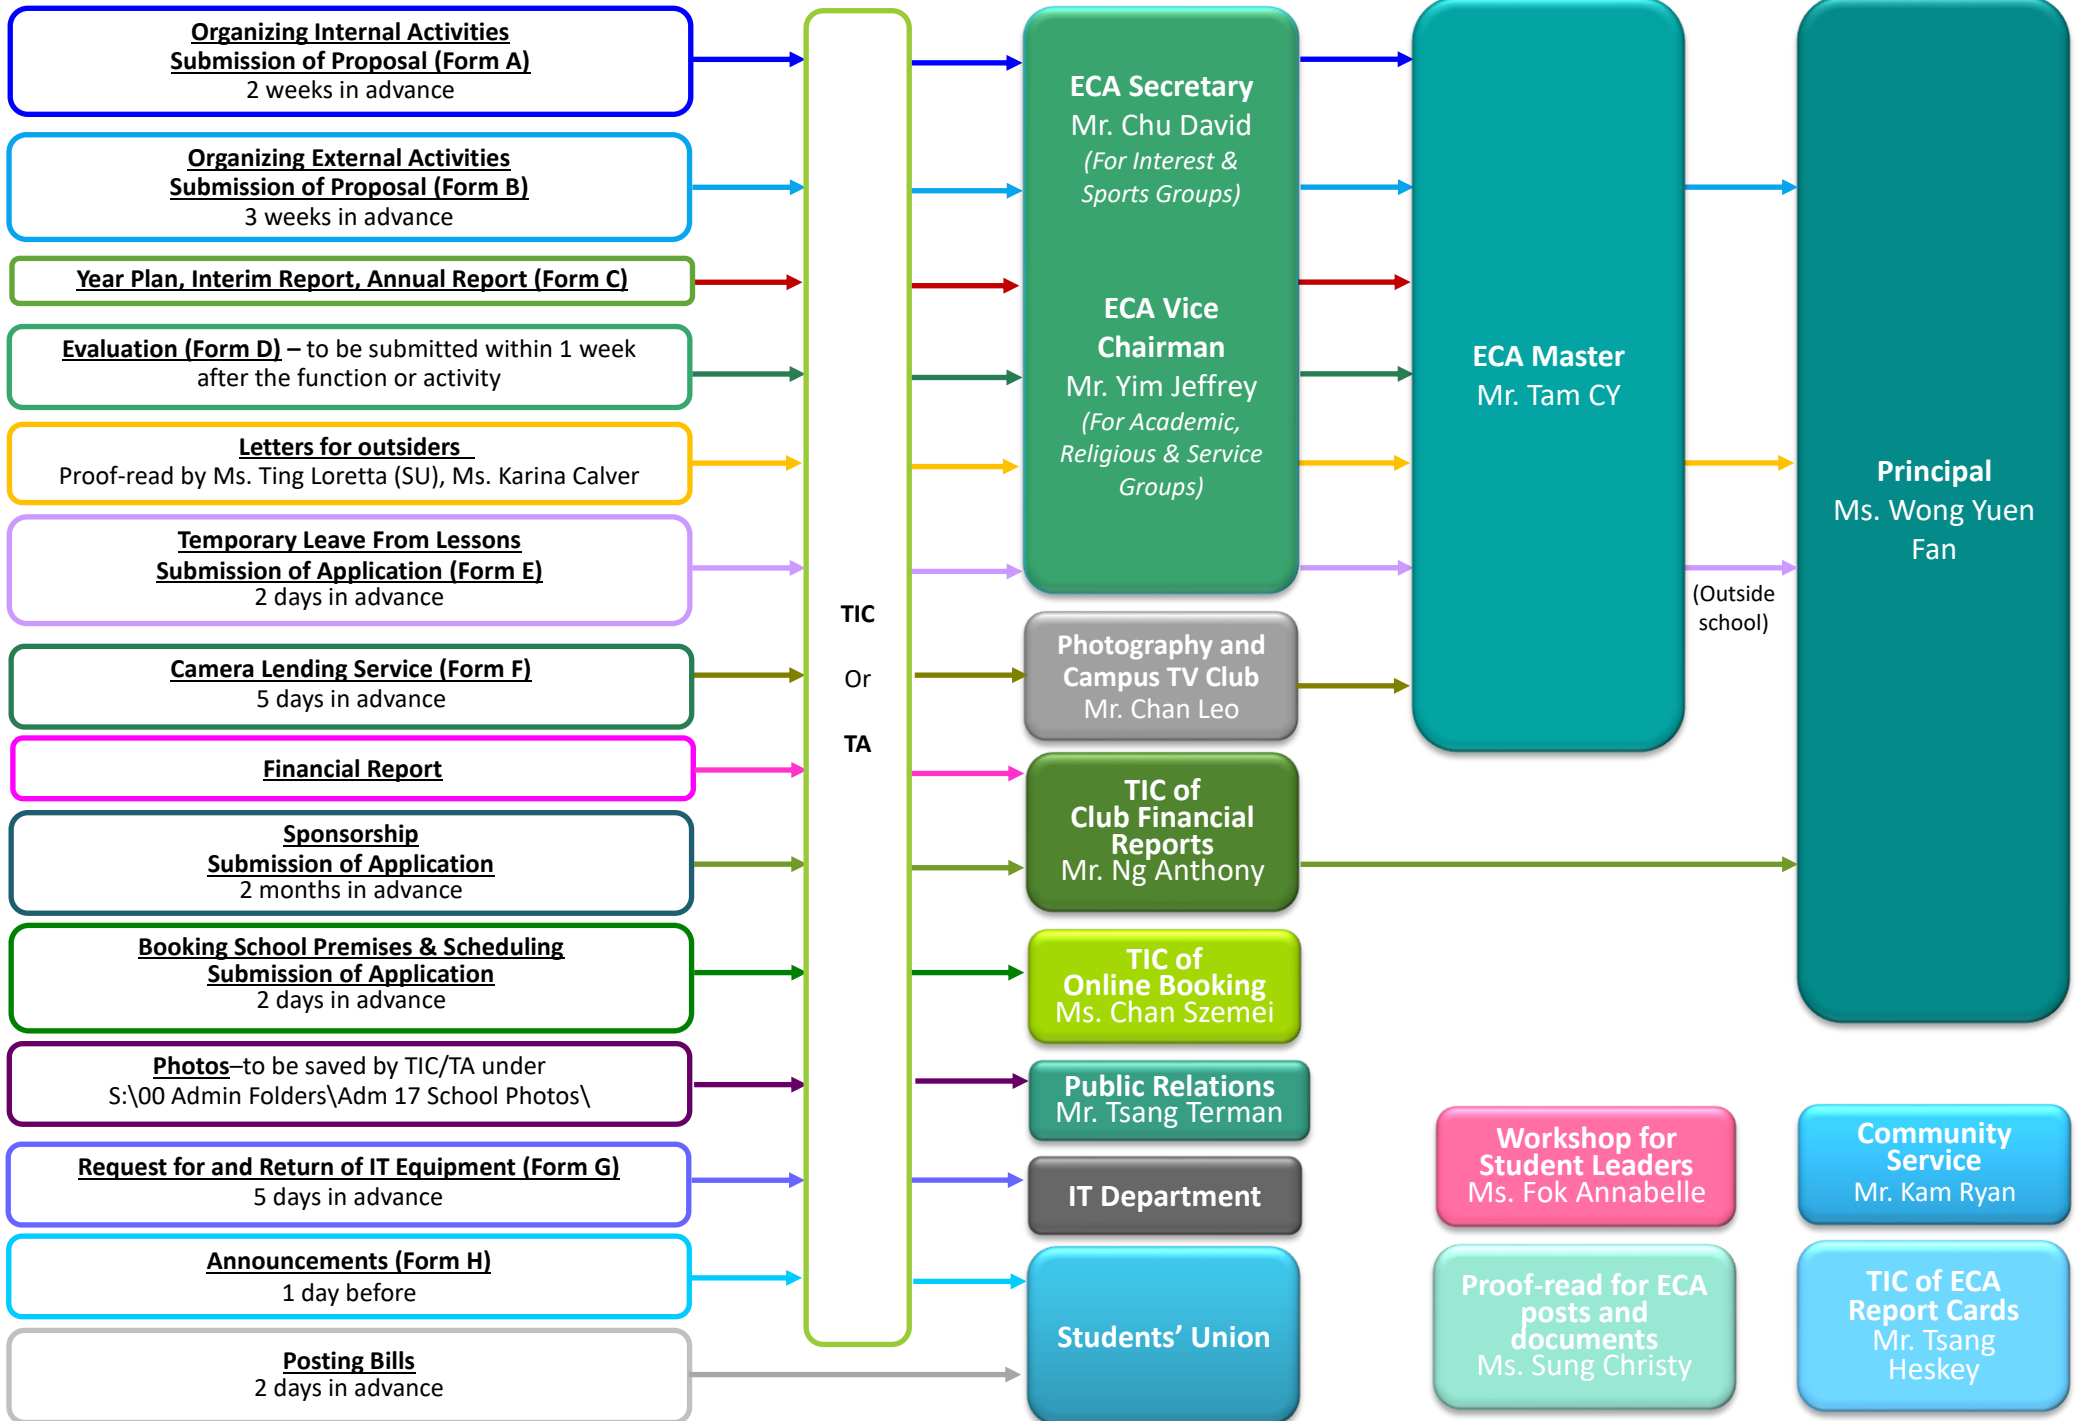 Organizing Internal Activities
Submission of Proposal (Form A)
2 weeks in advance
Organizing External Activities
Submission of Proposal (Form B)
3 weeks in advance
Year Plan, Interim Report, Annual Report (Form C)
Evaluation (Form D) – to be submitted within 1 week
after the function or activity
Letters for outsiders
Proof-read by Ms. Ting Loretta (SU), Ms. Karina Calver
Temporary Leave From Lessons
Submission of Application (Form E)
2 days in advance
Camera Lending Service (Form F)
5 days in advance
Financial Report
Sponsorship
Submission of Application
2 months in advance
Booking School Premises & Scheduling
Submission of Application
2 days in advance
Photos–to be saved by TIC/TA under
S:\00 Admin Folders\Adm 17 School Photos\
Request for and Return of IT Equipment (Form G)
5 days in advance
Announcements (Form H)
1 day before
Posting Bills
2 days in advance
TIC
Or
TA
ECA Secretary
Mr. Chu David
(For Interest &
Sports Groups)
ECA Vice
Chairman
Mr. Yim Jeffrey
(For Academic,
Religious & Service
Groups)
Photography and
Campus TV Club
Mr. Chan Leo
TIC of
Club Financial
Reports
Mr. Ng Anthony
TIC of
Online Booking
Ms. Chan Szemei
Public Relations
Mr. Tsang Terman
IT Department
Students’ Union
ECA Master
Mr. Tam CY
(Outside
school)
Principal
Ms. Wong Yuen
Fan
Workshop for
Student Leaders
Ms. Fok Annabelle
Community
Service
Mr. Kam Ryan
Proof-read for ECA
posts and
documents
Ms. Sung Christy
TIC of ECA
Report Cards
Mr. Tsang
Heskey